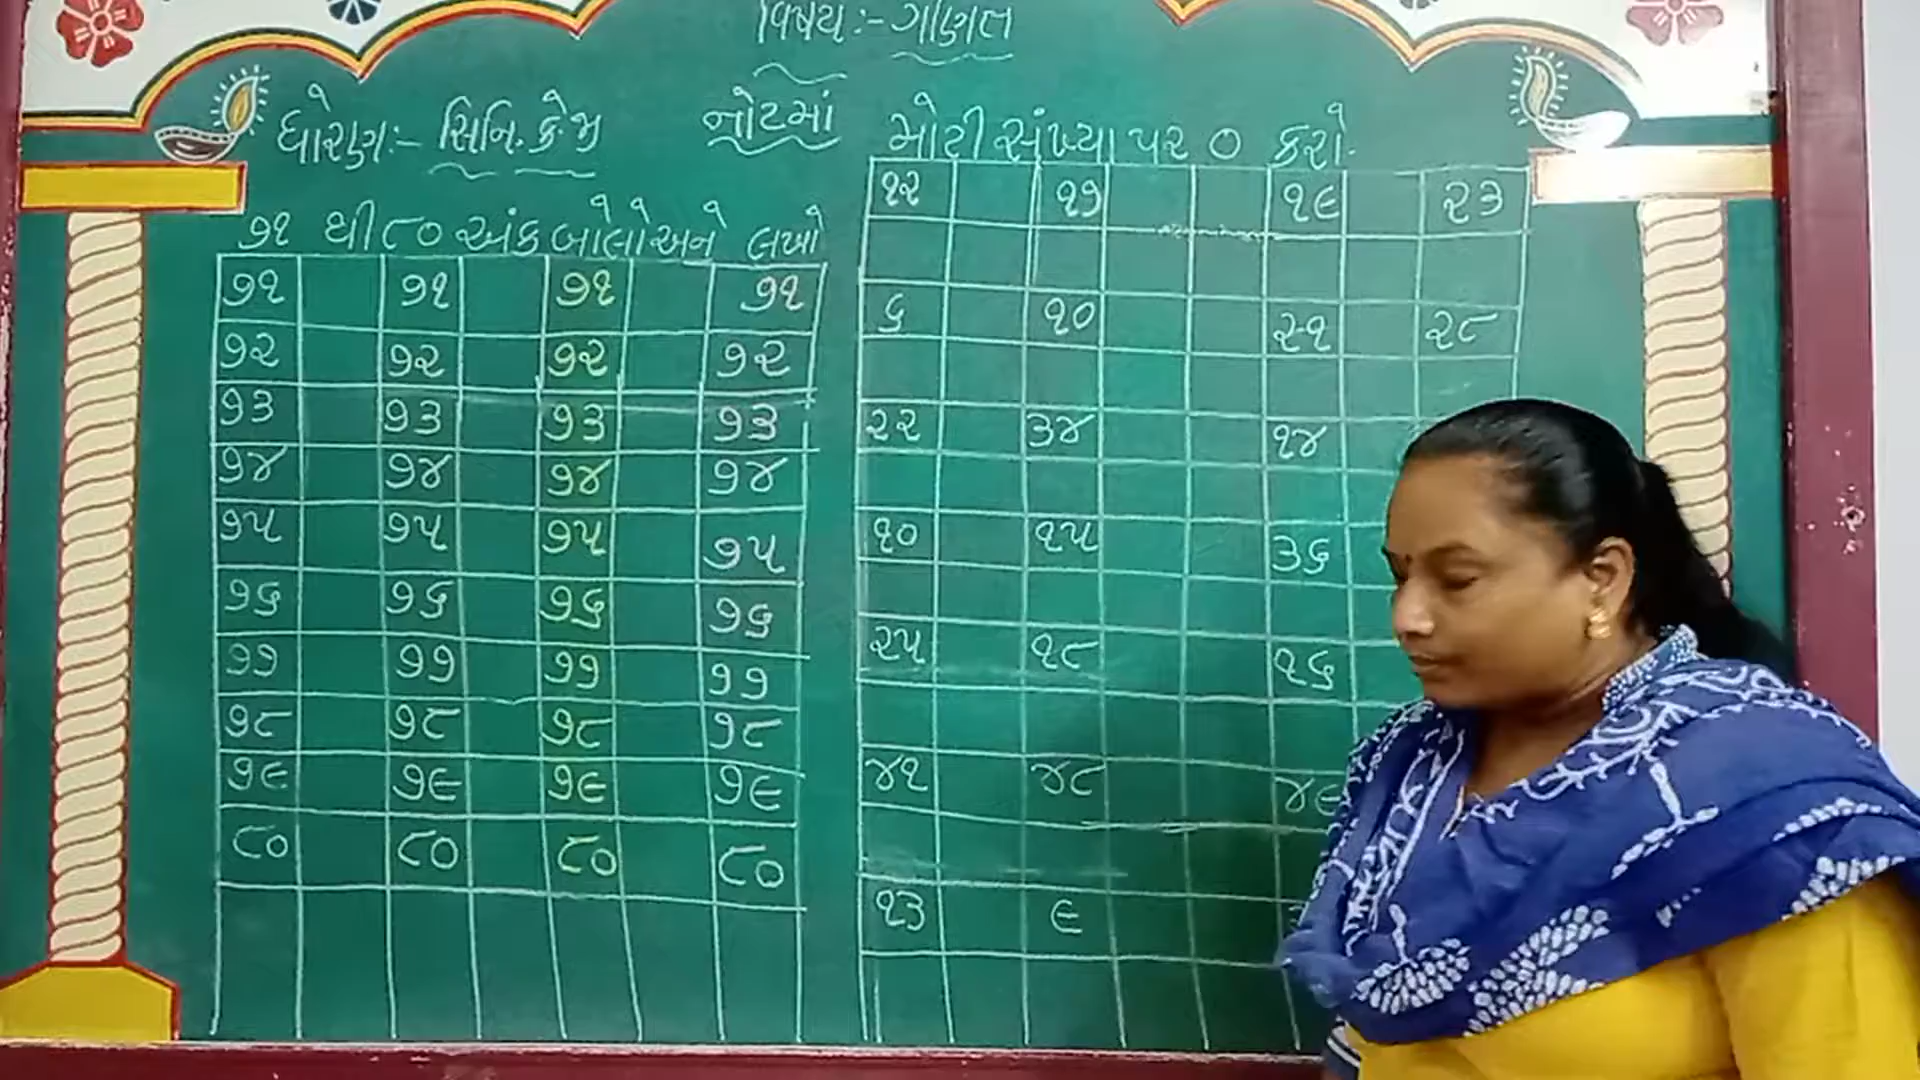 વિષય:- ગણિત
ધોરણ:- સિનિ.કે.જી નોટમાં
૭૧ થી ૮૦ અંક બોલો અને લખો
૭૧ ૭૧ ૭૧ ૭૧
૭૨ ૭૨ ૭૨ ૭૨
૭૩ ૭૩ ૭૩ ૭૩
૭૪ ૭૪ ૭૪ ૭૪
૭૫ ૭૫ ૭૫ ૭૫
૭૬ ૭૬ ૭૬ ૭૬
૭૭ ૭૭ ૭૭ ૭૭
૭૮ ૭૮ ૭૮ ૭૮
૭૯ ૭૯ ૭૯ ૭૯
૮૦ ૮૦ ૮૦ ૮૦
મોટી સંખ્યા પર ૦ કરો.
૧૨ ૧૭ ૧૯ ૨૩
૬ ૧૦ ૨૧ ૨૮
૨૨ ૩૪ ૧૪
૧૦ ૧૫ ૩૬
૨૫ ૧૮ ૧૬
૪૧ ૪૮ ૪૯
૧૩ ૯